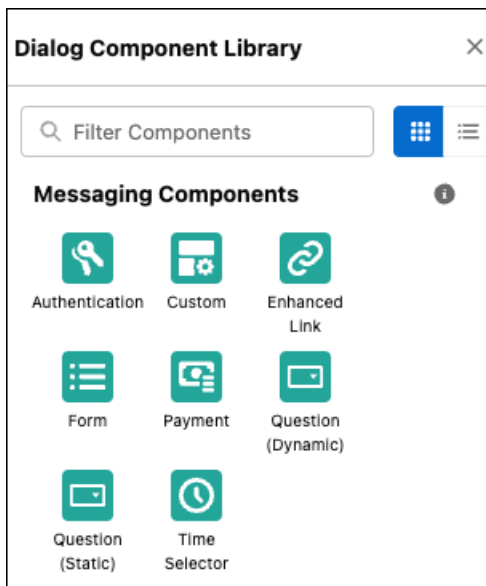 Dialog Component Library
Filter Components
Messaging Components
Authentication
Custom
Enhanced
Link
Form
Payment
Question
(Dynamic)
Question
(Static)
Time
Selector